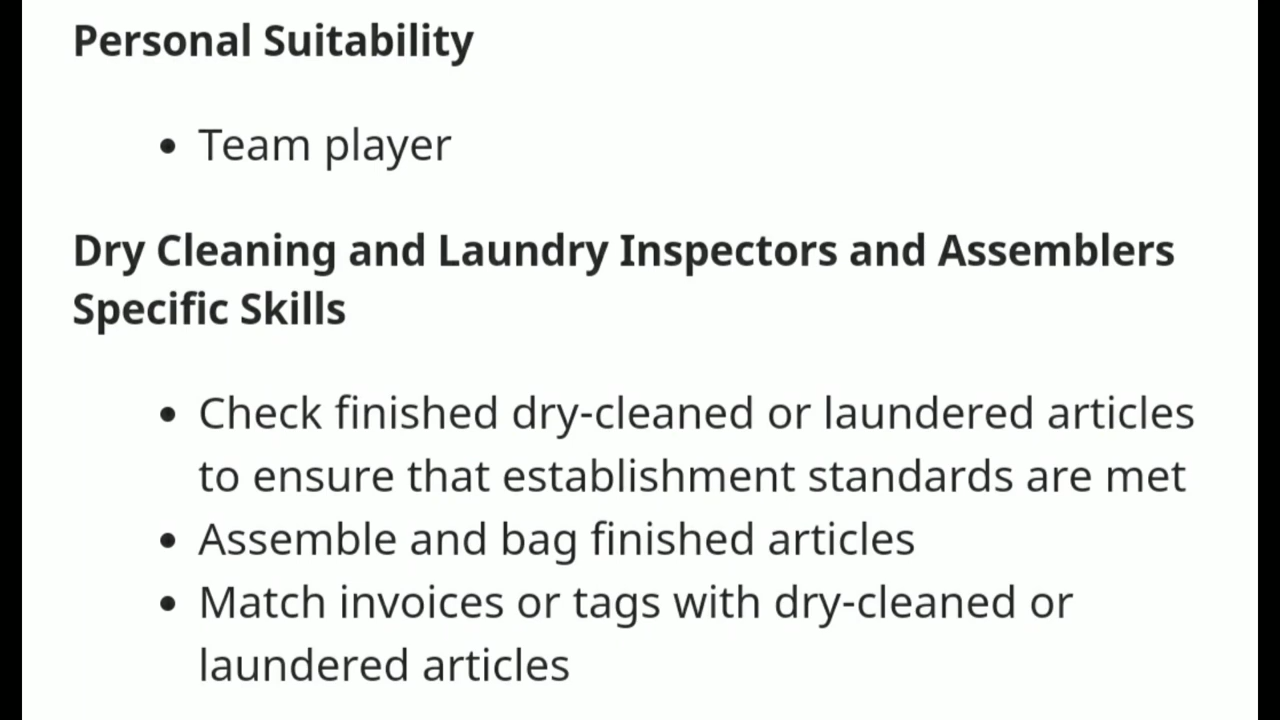 Personal Suitability
• Team player
Dry Cleaning and Laundry Inspectors and Assemblers
Specific Skills
• Check finished dry-cleaned or laundered articles
to ensure that establishment standards are met
• Assemble and bag finished articles
• Match invoices or tags with dry-cleaned or
laundered articles